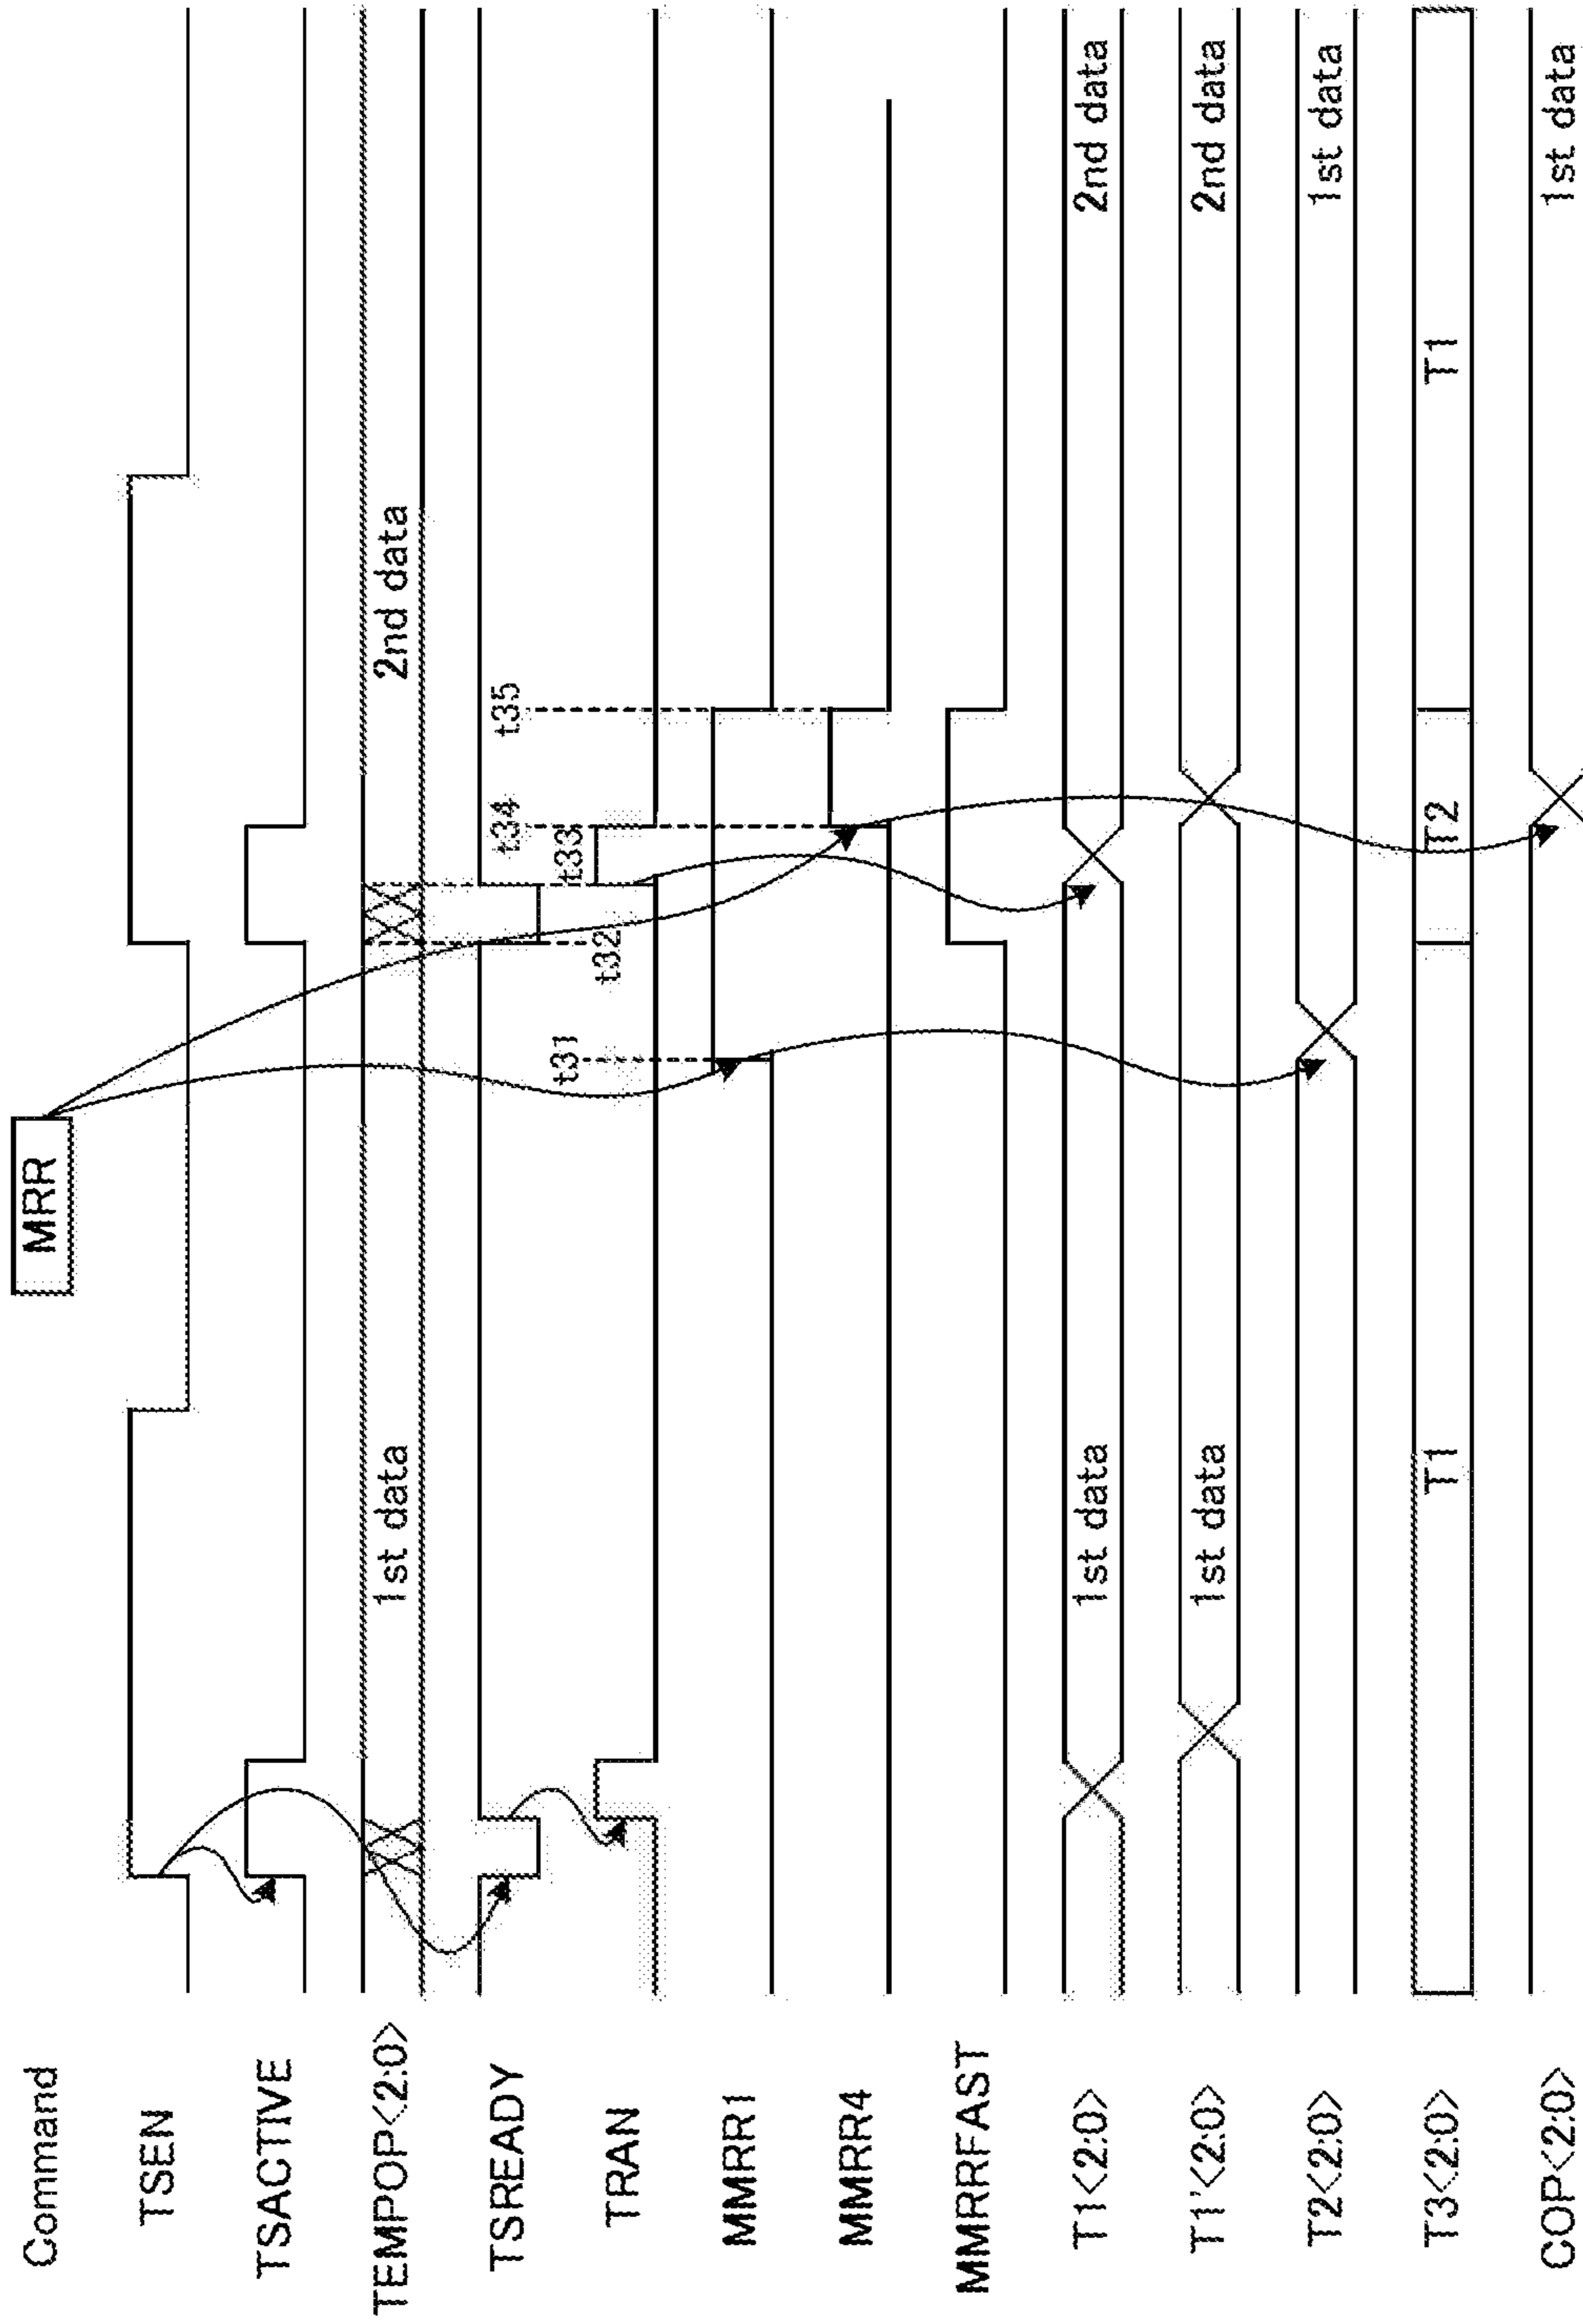 Command MRR
TSEN
TSACTIVE
TEMPOP<2:0> 1st data 2nd data
TSREADY
t31 t32 t33 t34 t35
TRAN
MMRR1
MMRR4
MMRRFAST
T1<2:0> 1st data 2nd data
T1'<2:0> 1st data 2nd data
T2<2:0> 1st data
T3<2:0> T1 T2 T1
COP<2:0> 1st data